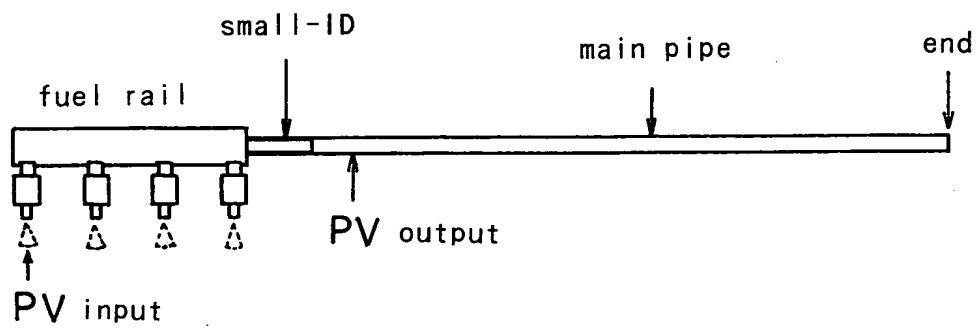 small-ID
main pipe
end
fuel rail
PV output
PV input